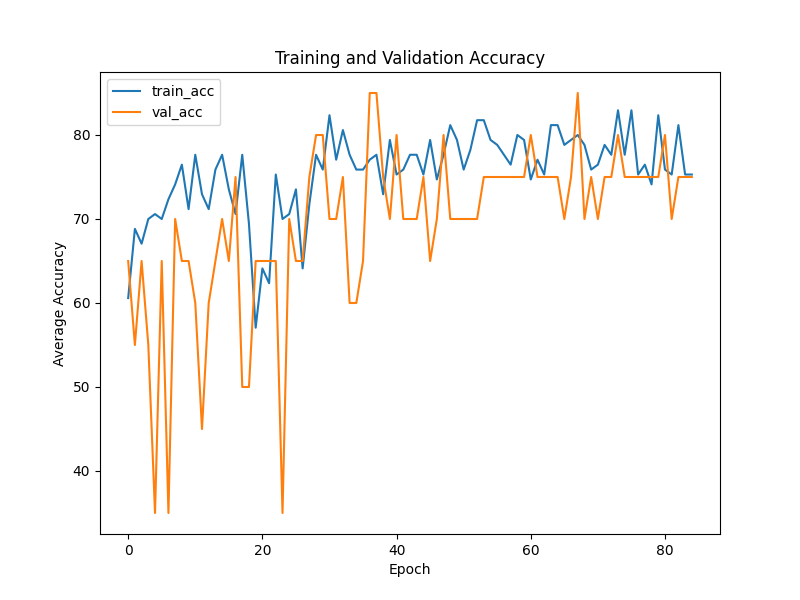 Training and Validation Accuracy
train_acc
val_acc
Average Accuracy
80
70
60
50
40
0 20 40 60 80
Epoch